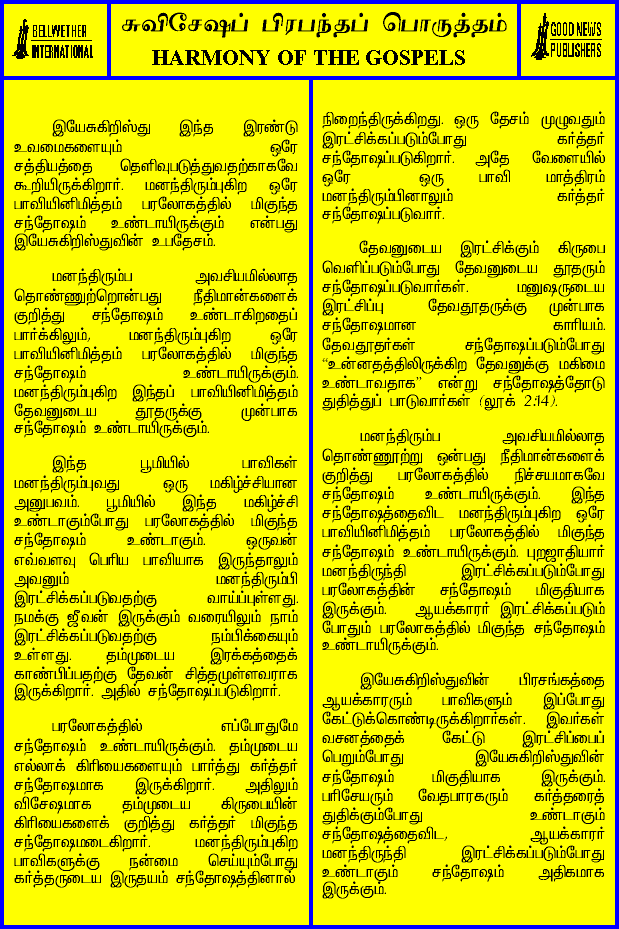 BELLWETHER
INTERNATIONAL
சுவிசேஷப் பிரபந்தப் பொருத்தம்
HARMONY OF THE GOSPELS
GOOD NEWS
PUBLISHERS
இயேசுகிறிஸ்து இந்த இரண்டு
உவமைகளையும் ஒரே
சத்தியத்தை தெளிவுபடுத்துவதற்காகவே
கூறியிருக்கிறார். மனந்திரும்புகிற ஒரே
பாவியினிமித்தம் பரலோகத்தில் மிகுந்த
சந்தோஷம் உண்டாயிருக்கும் என்பது
இயேசுகிறிஸ்துவின் உபதேசம்.
மனந்திரும்ப அவசியமில்லாத
தொண்ணுற்றொன்பது நீதிமான்களைக்
குறித்து சந்தோஷம் உண்டாகிறதைப்
பார்க்கிலும், மனந்திரும்புகிற ஒரே
பாவியினிமித்தம் பரலோகத்தில் மிகுந்த
சந்தோஷம் உண்டாயிருக்கும்.
மனந்திரும்புகிற இந்தப் பாவியினிமித்தம்
தேவனுடைய தூதருக்கு முன்பாக
சந்தோஷம் உண்டாயிருக்கும்.
இந்த பூமியில் பாவிகள்
மனந்திரும்புவது ஒரு மகிழ்ச்சியான
அனுபவம். பூமியில் இந்த மகிழ்ச்சி
உண்டாகும்போது பரலோகத்தில் மிகுந்த
சந்தோஷம் உண்டாகும். ஒருவன்
எவ்வளவு பெரிய பாவியாக இருந்தாலும்
அவனும் மனந்திரும்பி
இரட்சிக்கப்படுவதற்கு வாய்ப்புள்ளது.
நமக்கு ஜீவன் இருக்கும் வரையிலும் நாம்
இரட்சிக்கப்படுவதற்கு நம்பிக்கையும்
உள்ளது. தம்முடைய இரக்கத்தைக்
காண்பிப்பதற்கு தேவன் சித்தமுள்ளவராக
இருக்கிறார். அதில் சந்தோஷப்படுகிறார்.
பரலோகத்தில் எப்போதுமே
சந்தோஷம் உண்டாயிருக்கும். தம்முடைய
எல்லாக் கிரியைகளையும் பார்த்து கர்த்தர்
சந்தோஷமாக இருக்கிறார். அதிலும்
விசேஷமாக தம்முடைய கிருபையின்
கிரியைகளைக் குறித்து கர்த்தர் மிகுந்த
சந்தோஷமடைகிறார். மனந்திரும்புகிற
பாவிகளுக்கு நன்மை செய்யும்போது
கர்த்தருடைய இருதயம் சந்தோஷத்தினால்
நிறைந்திருக்கிறது. ஒரு தேசம் முழுவதும்
இரட்சிக்கப்படும்போது கர்த்தர்
சந்தோஷப்படுகிறார். அதே வேளையில்
ஒரே ஒரு பாவி மாத்திரம்
மனந்திரும்பினாலும் கர்த்தர்
சந்தோஷப்படுவார்.
தேவனுடைய இரட்சிக்கும் கிருபை
வெளிப்படும்போது தேவனுடைய தூதரும்
சந்தோஷப்படுவார்கள். மனுஷருடைய
இரட்சிப்பு தேவதூதருக்கு முன்பாக
சந்தோஷமான காரியம்.
தேவதூதர்கள் சந்தோஷப்படும்போது
“உன்னதத்திலிருக்கிற தேவனுக்கு மகிமை
உண்டாவதாக” என்று சந்தோஷத்தோடு
துதித்துப் பாடுவார்கள் (லூக் 2:14).
மனந்திரும்ப அவசியமில்லாத
தொண்ணூற்று ஒன்பது நீதிமான்களைக்
குறித்து பரலோகத்தில் நிச்சயமாகவே
சந்தோஷம் உண்டாயிருக்கும். இந்த
சந்தோஷத்தைவிட மனந்திரும்புகிற ஒரே
பாவியினிமித்தம் பரலோகத்தில் மிகுந்த
சந்தோஷம் உண்டாயிருக்கும். புறஜாதியார்
மனந்திருந்தி இரட்சிக்கப்படும்போது
பரலோகத்தின் சந்தோஷம் மிகுதியாக
இருக்கும். ஆயக்காரர் இரட்சிக்கப்படும்
போதும் பரலோகத்தில் மிகுந்த சந்தோஷம்
உண்டாயிருக்கும்.
இயேசுகிறிஸ்துவின் பிரசங்கத்தை
ஆயக்காரரும் பாவிகளும் இப்போது
கேட்டுக்கொண்டிருக்கிறார்கள். இவர்கள்
வசனத்தைக் கேட்டு இரட்சிப்பைப்
பெறும்போது இயேசுகிறிஸ்துவின்
சந்தோஷம் மிகுதியாக இருக்கும்.
பரிசேயரும் வேதபாரகரும் கர்த்தரைத்
துதிக்கும்போது உண்டாகும்
சந்தோஷத்தைவிட, ஆயக்காரர்
மனந்திருந்தி இரட்சிக்கப்படும்போது
உண்டாகும் சந்தோஷம் அதிகமாக
இருக்கும்.